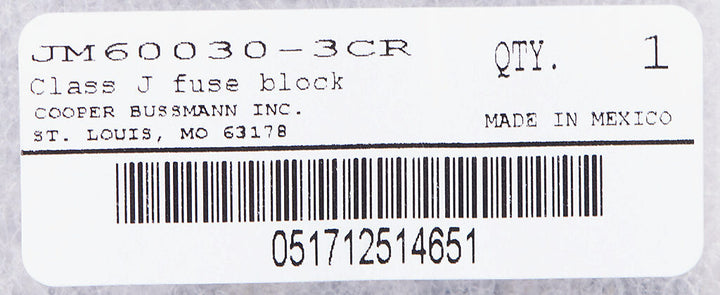 JM60030-3CR
QTY. 1
Class J fuse block
COOPER BUSSMANN INC.
ST. LOUIS, MO 63178
MADE IN MEXICO
051712514651